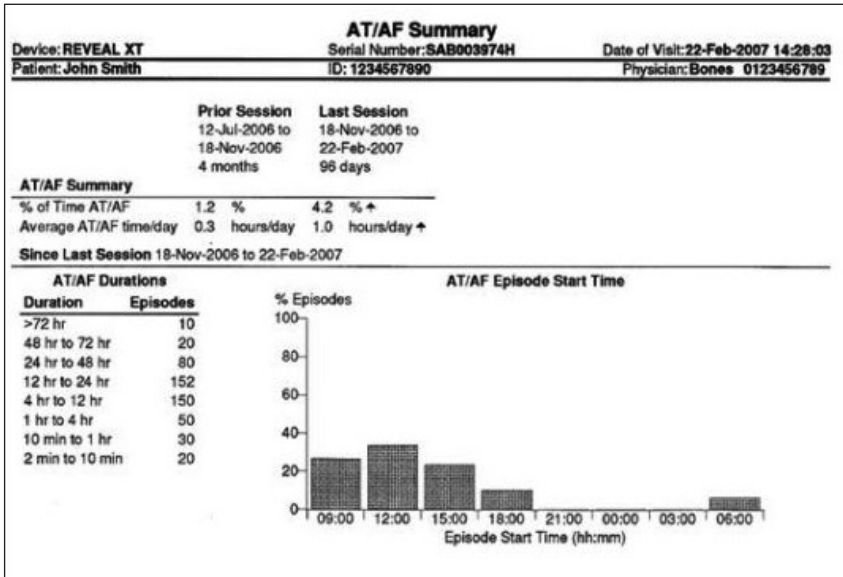 AT/AF Summary
Device: REVEAL XT Serial Number: SAB003974H Date of Visit: 22-Feb-2007 14:28:03
Patient: John Smith ID: 1234567890 Physician: Bones 0123456789
Prior Session Last Session
12-Jul-2006 to 18-Nov-2006 to
18-Nov-2006 22-Feb-2007
4 months 96 days
AT/AF Summary
% of Time AT/AF 1.2 % 4.2 % ↑
Average AT/AF time/day 0.3 hours/day 1.0 hours/day ↑
Since Last Session 18-Nov-2006 to 22-Feb-2007
AT/AF Durations
Duration Episodes
>72 hr 10
48 hr to 72 hr 20
24 hr to 48 hr 80
12 hr to 24 hr 152
4 hr to 12 hr 150
1 hr to 4 hr 50
10 min to 1 hr 30
2 min to 10 min 20
AT/AF Episode Start Time
% Episodes
100
80
60
40
20
0
09:00 12:00 15:00 18:00 21:00 00:00 03:00 06:00
Episode Start Time (hh:mm)